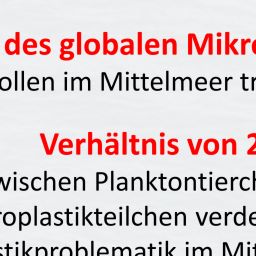 des globalen Mikro
ollen im Mittelmeer tr
Verhältnis von 2
wischen Planktontierch
roplastikteilchen verde
stikproblematik im Mit